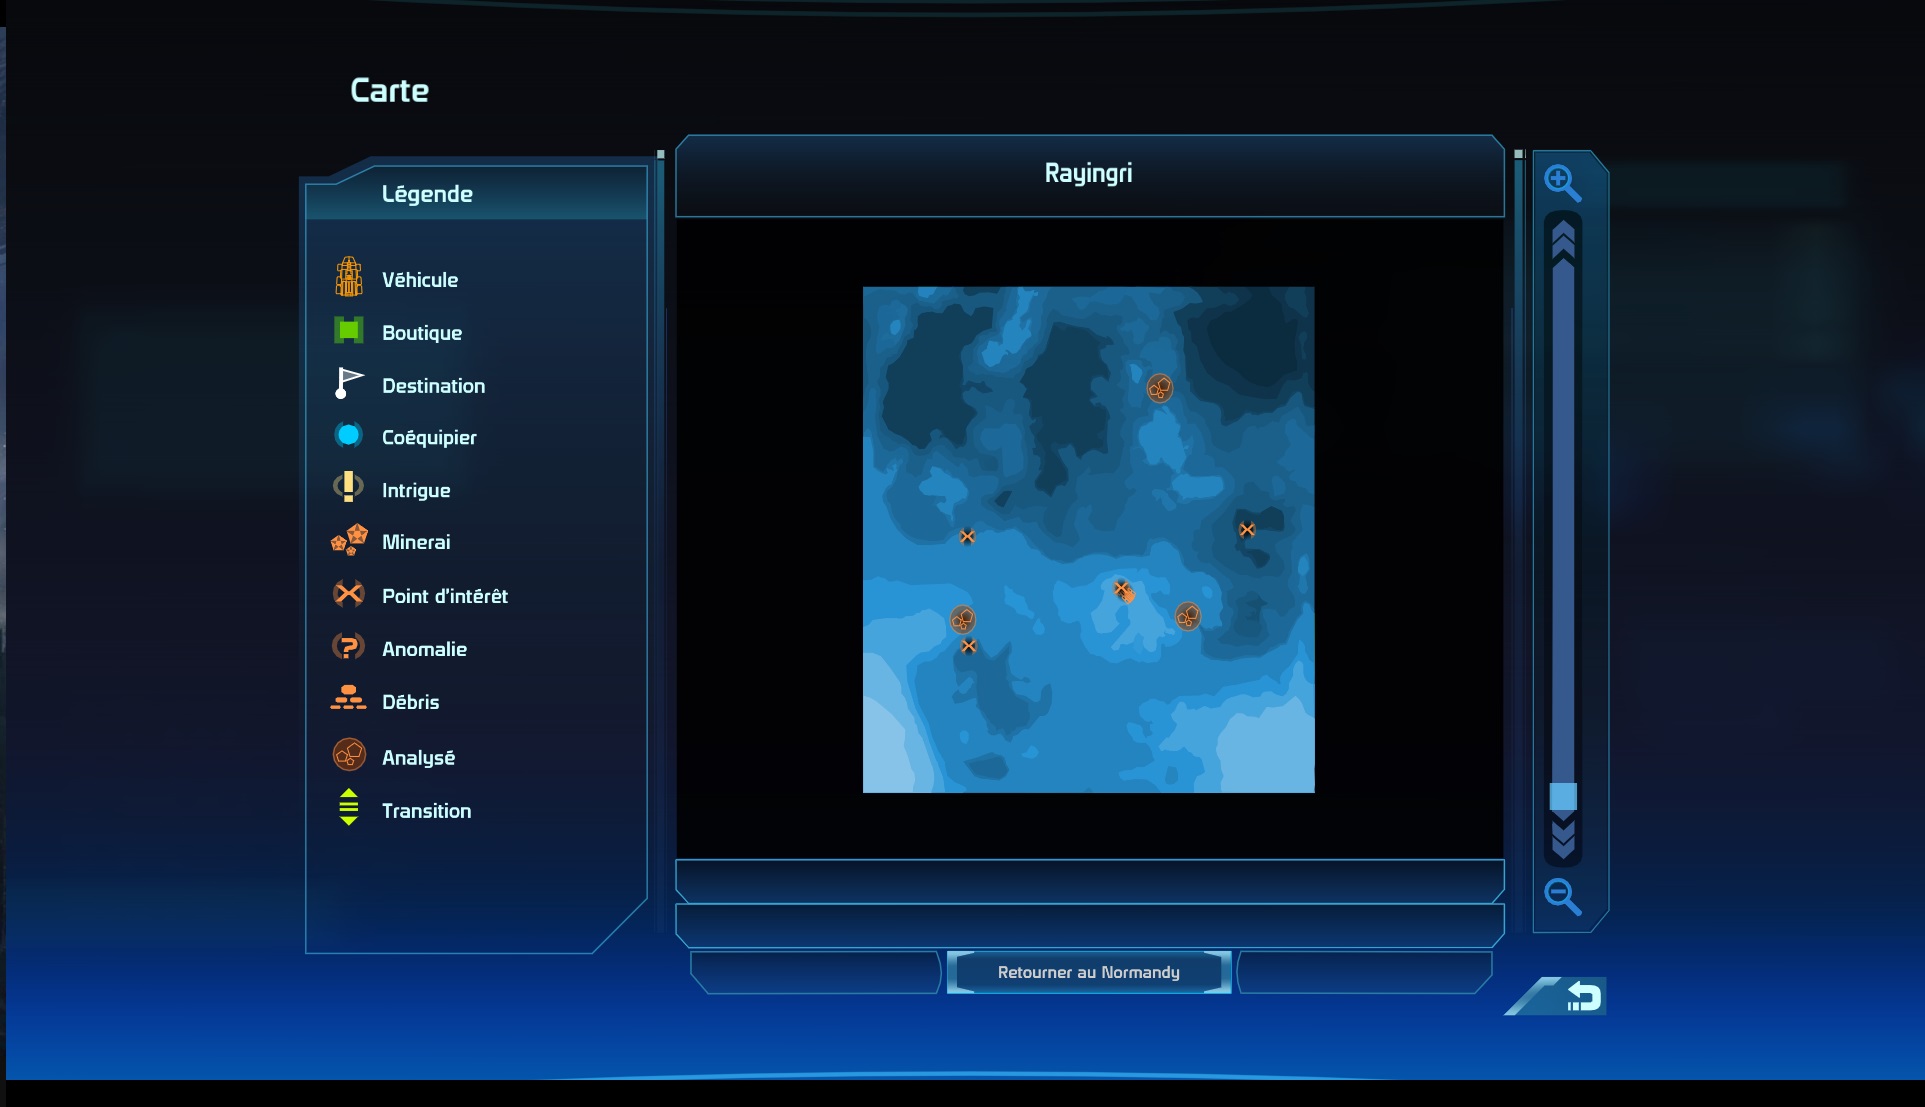 Carte
Légende
Véhicule
Boutique
Destination
Coéquipier
Intrigue
Minerai
Point d'intérêt
Anomalie
Débris
Analysé
Transition
Rayingri
Retourner au Normandy